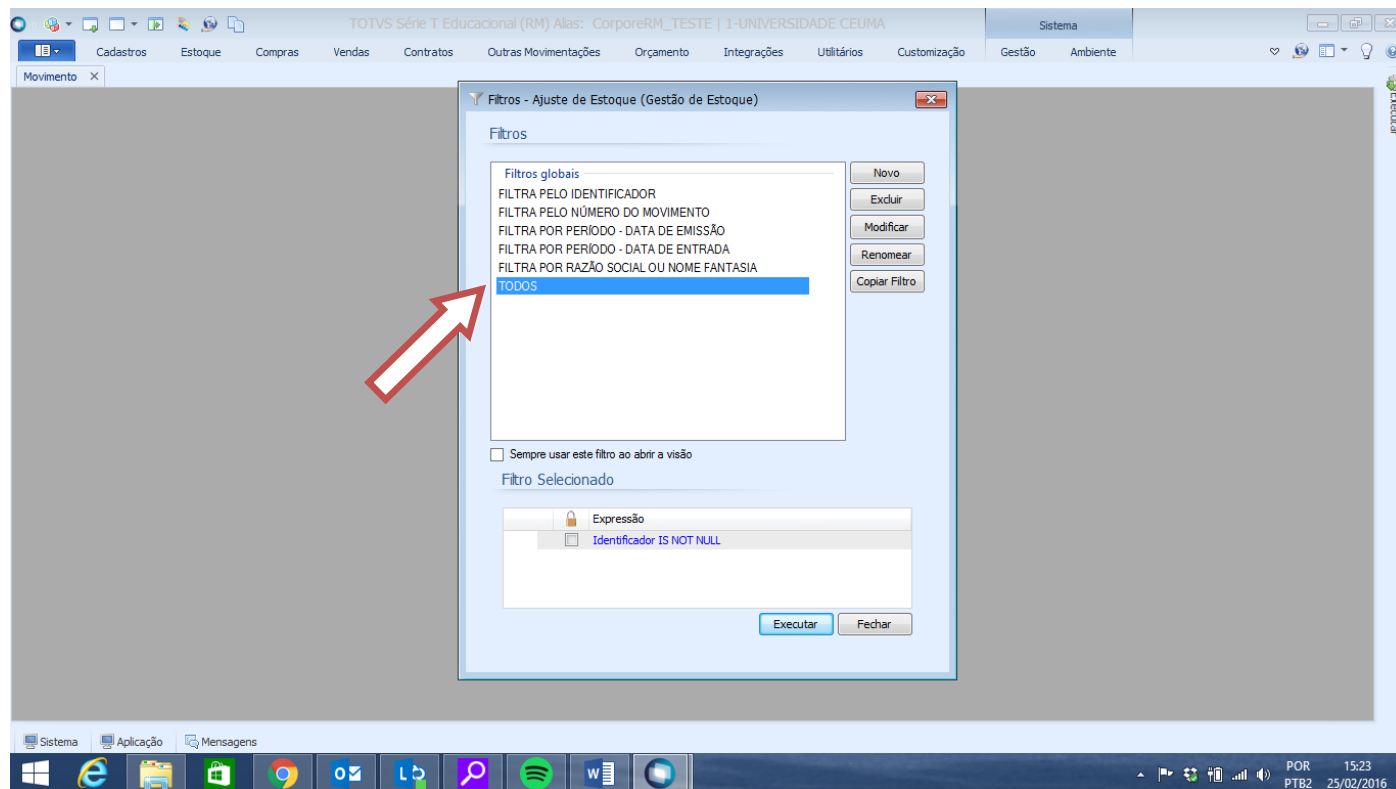 TOTVS Série T Educacional (RM) Alias: CorporeRM_TESTE | 1-UNIVERSIDADE CEUMA
Sistema
Cadastros Estoque Compras Vendas Contratos Outras Movimentações Orçamento Integrações Utilitários Customização Gestão Ambiente
Movimento
Executar
Filtros - Ajuste de Estoque (Gestão de Estoque)
Filtros
Filtros globais
FILTRA PELO IDENTIFICADOR
FILTRA PELO NÚMERO DO MOVIMENTO
FILTRA POR PERÍODO - DATA DE EMISSÃO
FILTRA POR PERÍODO - DATA DE ENTRADA
FILTRA POR RAZÃO SOCIAL OU NOME FANTASIA
TODOS
Novo
Excluir
Modificar
Renomear
Copiar Filtro
Sempre usar este filtro ao abrir a visão
Filtro Selecionado
Expressão
Identificador IS NOT NULL
Executar Fechar
Sistema Aplicação Mensagens
POR 15:23
PTB2 25/02/2016